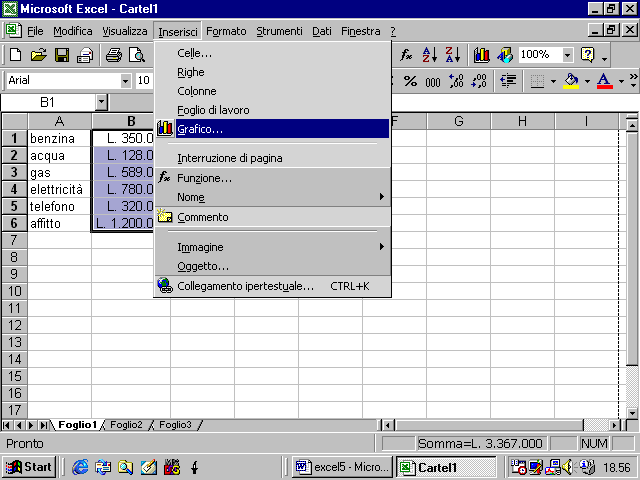 Microsoft Excel - Cartel1
File Modifica Visualizza Inserisci Formato Strumenti Dati Finestra ?
100%
Arial 10 % 000
B1
Celle...
Righe
Colonne
Foglio di lavoro
Grafico...
Interruzione di pagina
Funzione...
Nome
Commento
Immagine
Oggetto...
Collegamento ipertestuale... CTRL+K
A B F G H I
1 benzina L. 350.0
2 acqua L. 128.0
3 gas L. 589.0
4 elettricità L. 780.0
5 telefono L. 320.0
6 affitto L. 1.200.0
7
8
9
10
11
12
13
14
15
16
17
Foglio1 Foglio2 Foglio3
Pronto Somma=L. 3.367.000 NUM
Start excel5 - Micro... Cartel1 18.56